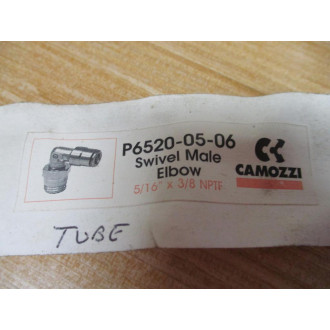 P6520-05-06
Swivel Male
Elbow
5/16" x 3/8 NPTF
CAMOZZI
TUBE